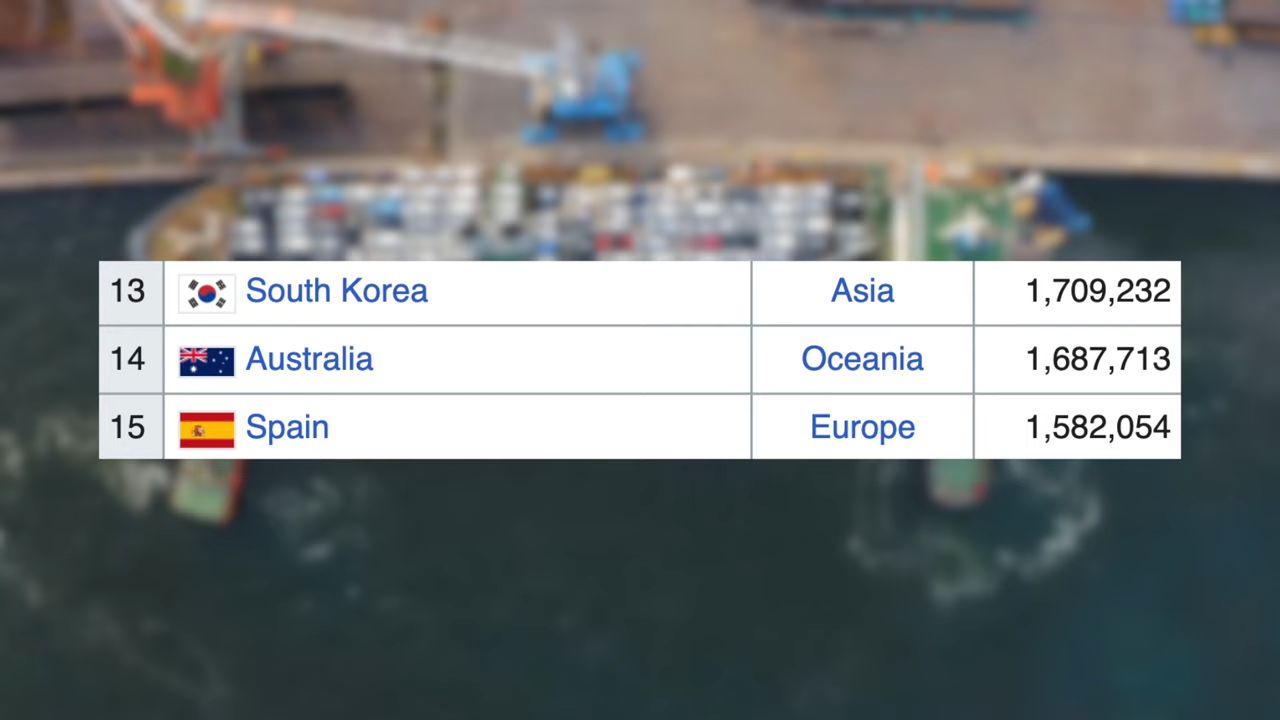 13 South Korea Asia 1,709,232
14 Australia Oceania 1,687,713
15 Spain Europe 1,582,054